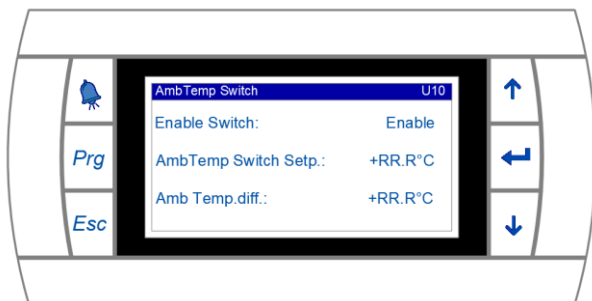 AmbTemp Switch U10
Enable Switch: Enable
Prg
AmbTemp Switch Setp.: +RR.R°C
Amb Temp.diff.: +RR.R°C
Esc